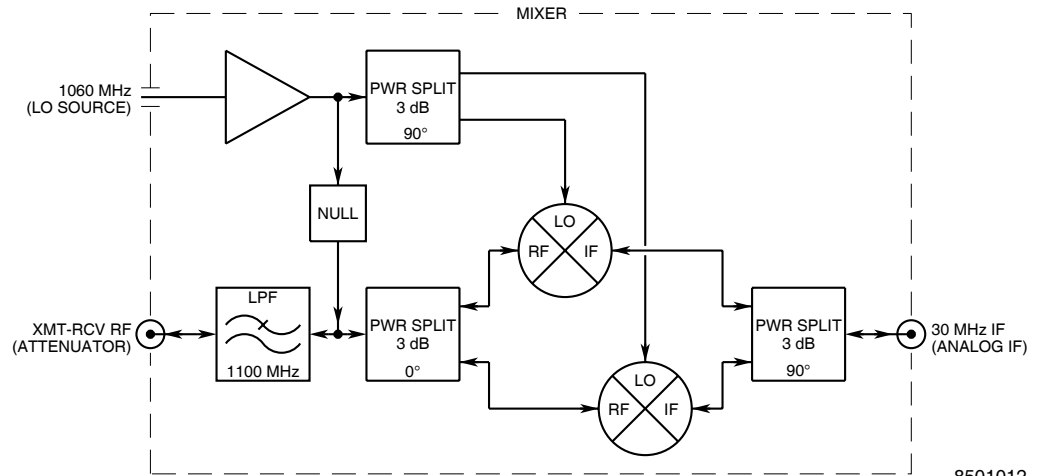 MIXER
1060 MHz
(LO SOURCE)
PWR SPLIT
3 dB
90°
NULL
LO
RF
IF
LPF
1100 MHz
XMT-RCV RF
(ATTENUATOR)
PWR SPLIT
3 dB
0°
PWR SPLIT
3 dB
90°
30 MHz IF
(ANALOG IF)
LO
RF
IF
8501012